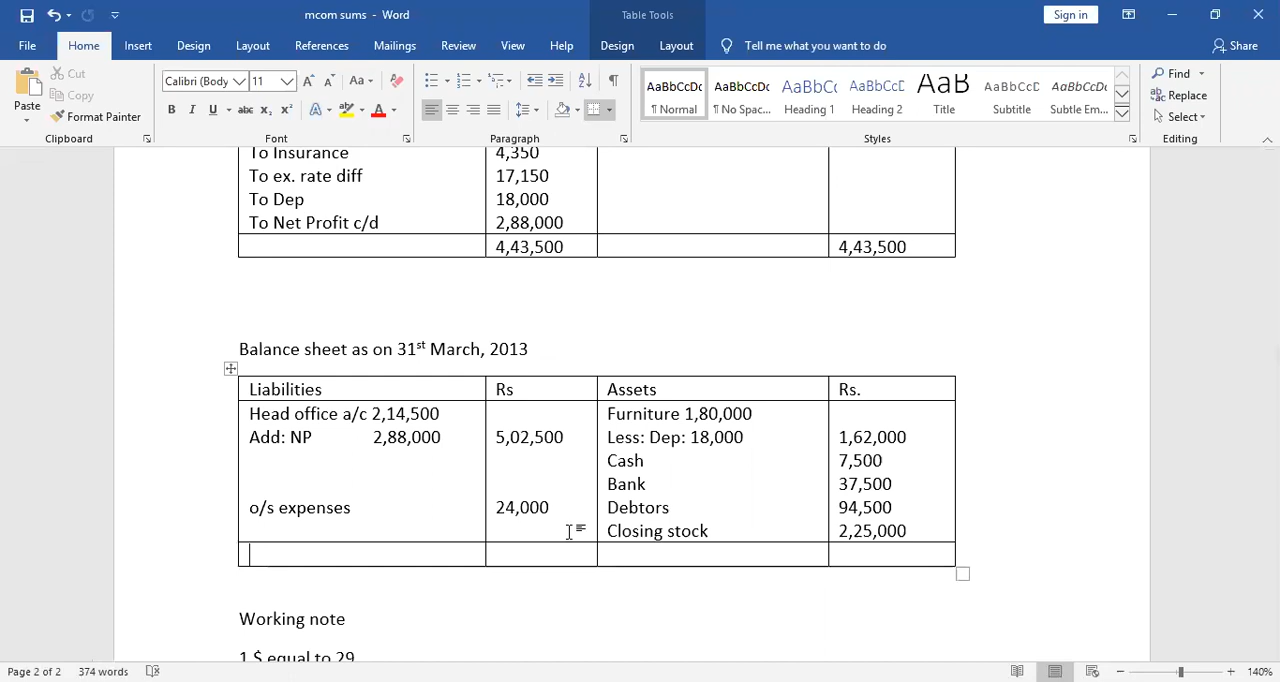 mcom sums - Word
Table Tools
Sign in
File Home Insert Design Layout References Mailings Review View Help Design Layout Tell me what you want to do Share
Paste
Cut
Copy
Format Painter
Clipboard
Calibri (Body 11
Font
Paragraph
AaBbCcDc AaBbCcDc AaBbCc AaBbCcD AaB AaBbCcD AaBbCcDc
¶ Normal ¶ No Spac... Heading 1 Heading 2 Title Subtitle Subtle Em...
Styles
Find
Replace
Select
Editing
To Insurance 4,350
To ex. rate diff 17,150
To Dep 18,000
To Net Profit c/d 2,88,000
4,43,500 4,43,500
Balance sheet as on 31st March, 2013
Liabilities Rs Assets Rs.
Head office a/c 2,14,500 Furniture 1,80,000
Add: NP 2,88,000 5,02,500 Less: Dep: 18,000 1,62,000
Cash 7,500
Bank 37,500
o/s expenses 24,000 Debtors 94,500
Closing stock 2,25,000
Working note
1 $ equal to 29
Page 2 of 2 374 words 140%